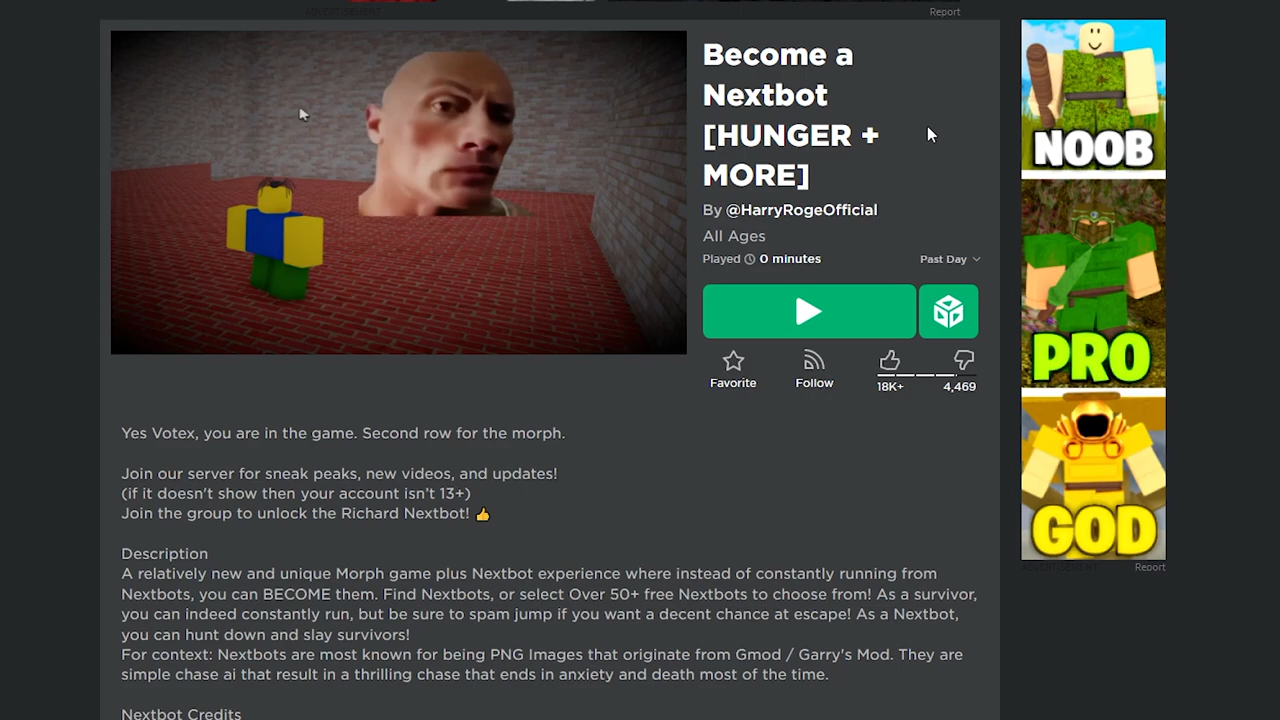 ADVERTISEMENT
Report
Become a
Nextbot
[HUNGER +
MORE]
By @HarryRogeOfficial
All Ages
Played 0 minutes
Past Day
Favorite
Follow
18K+
4,469
Yes Votex, you are in the game. Second row for the morph.
Join our server for sneak peaks, new videos, and updates!
(if it doesn't show then your account isn't 13+)
Join the group to unlock the Richard Nextbot! 👍
Description
A relatively new and unique Morph game plus Nextbot experience where instead of constantly running from
Nextbots, you can BECOME them. Find Nextbots, or select Over 50+ free Nextbots to choose from! As a survivor,
you can indeed constantly run, but be sure to spam jump if you want a decent chance at escape! As a Nextbot,
you can hunt down and slay survivors!
For context: Nextbots are most known for being PNG Images that originate from Gmod / Garry's Mod. They are
simple chase ai that result in a thrilling chase that ends in anxiety and death most of the time.
Nextbot Credits
NOOB
PRO
GOD
ADVERTISEMENT
Report